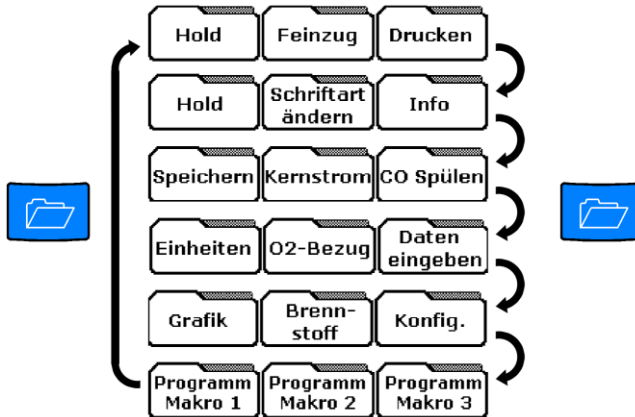 Hold Feinzug Drucken
Hold Schriftart ändern Info
Speichern Kernstrom CO Spülen
Einheiten O2-Bezug Daten eingeben
Grafik Brenn-stoff Konfig.
Programm Makro 1 Programm Makro 2 Programm Makro 3